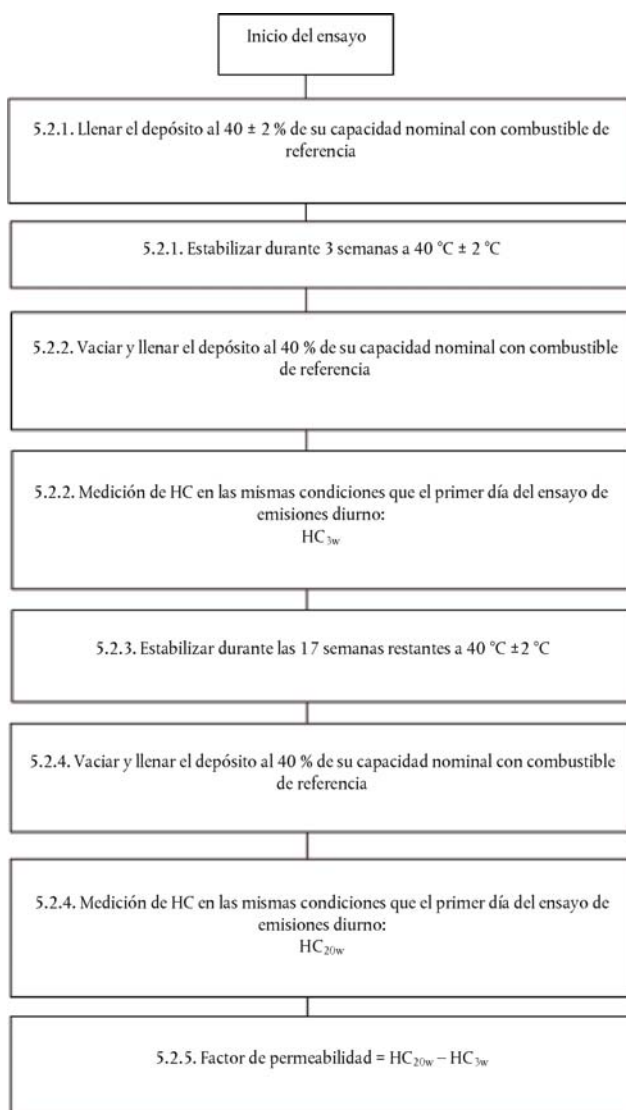 Inicio del ensayo
5.2.1. Llenar el depósito al 40 ± 2 % de su capacidad nominal con combustible de
referencia
5.2.1. Estabilizar durante 3 semanas a 40 °C ± 2 °C
5.2.2. Vaciar y llenar el depósito al 40 % de su capacidad nominal con combustible
de referencia
5.2.2. Medición de HC en las mismas condiciones que el primer día del ensayo de
emisiones diurno:
HC3w
5.2.3. Estabilizar durante las 17 semanas restantes a 40 °C ±2 °C
5.2.4. Vaciar y llenar el depósito al 40 % de su capacidad nominal con combustible
de referencia
5.2.4. Medición de HC en las mismas condiciones que el primer día del ensayo de
emisiones diurno:
HC20w
5.2.5. Factor de permeabilidad = HC20w – HC3w